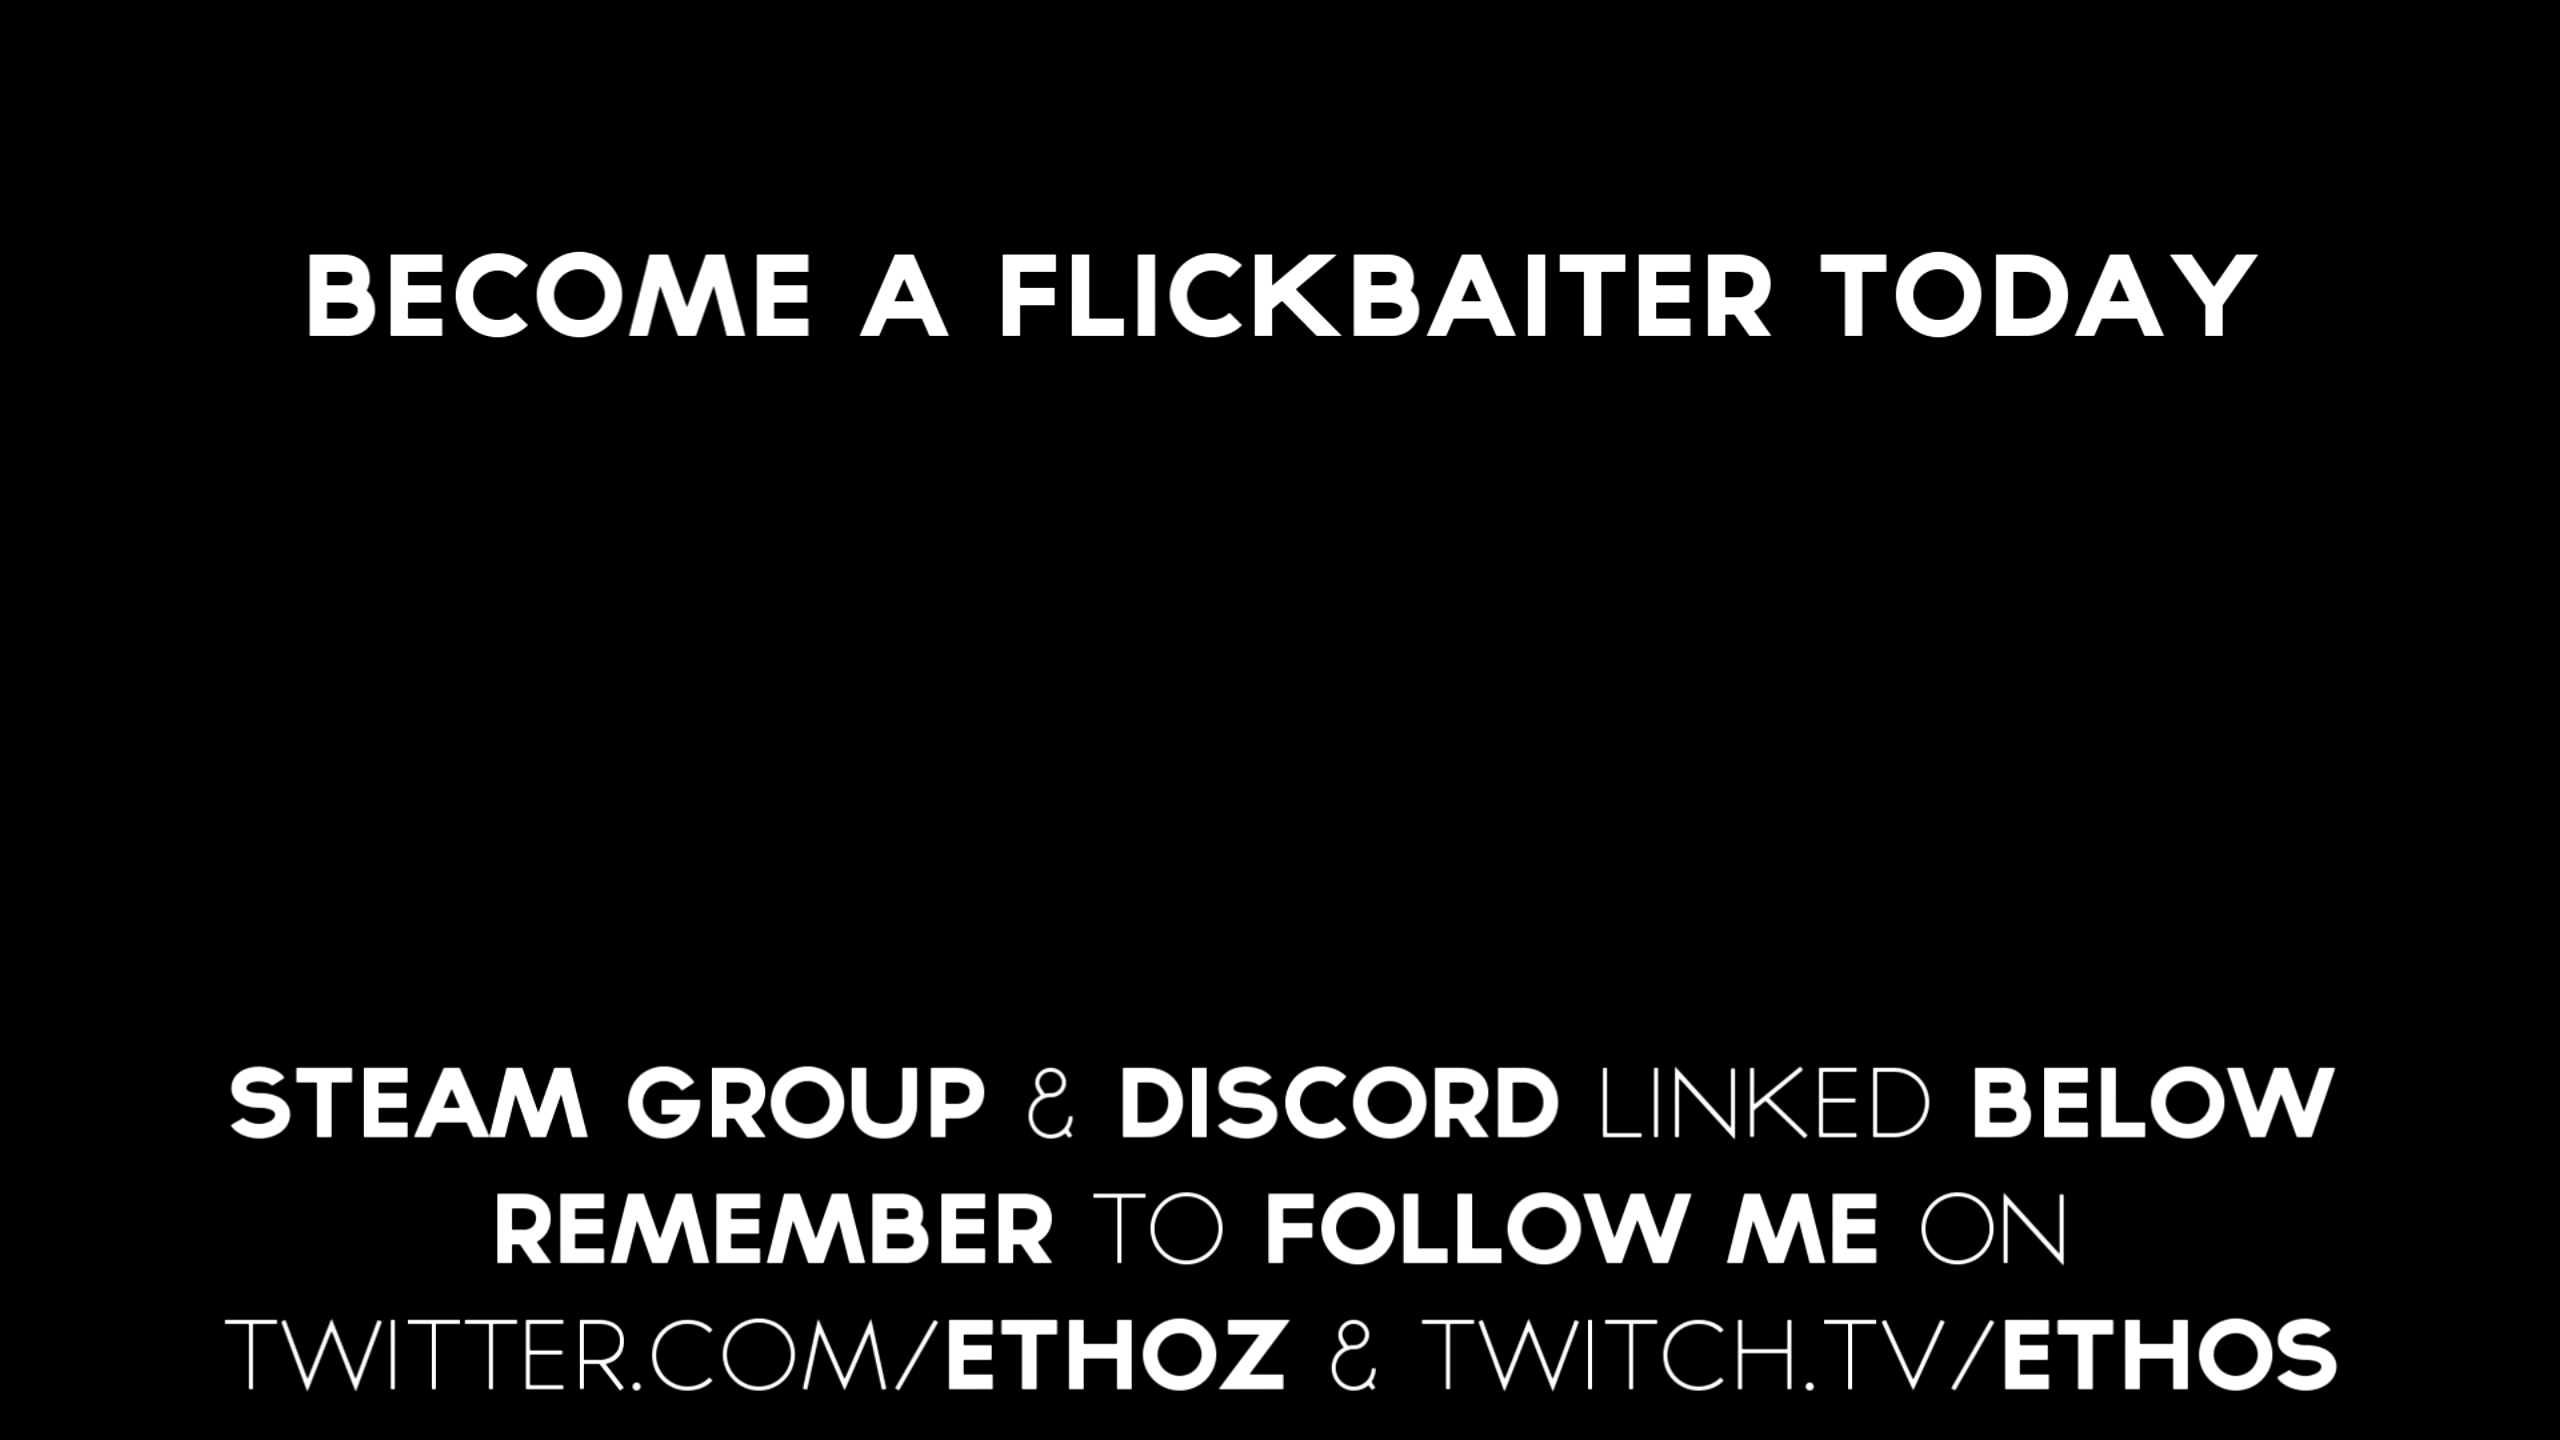 BECOME A FLICKBAITER TODAY
STEAM GROUP & DISCORD LINKED BELOW
REMEMBER TO FOLLOW ME ON
TWITTER.COM/ETHOZ & TWITCH.TV/ETHOS